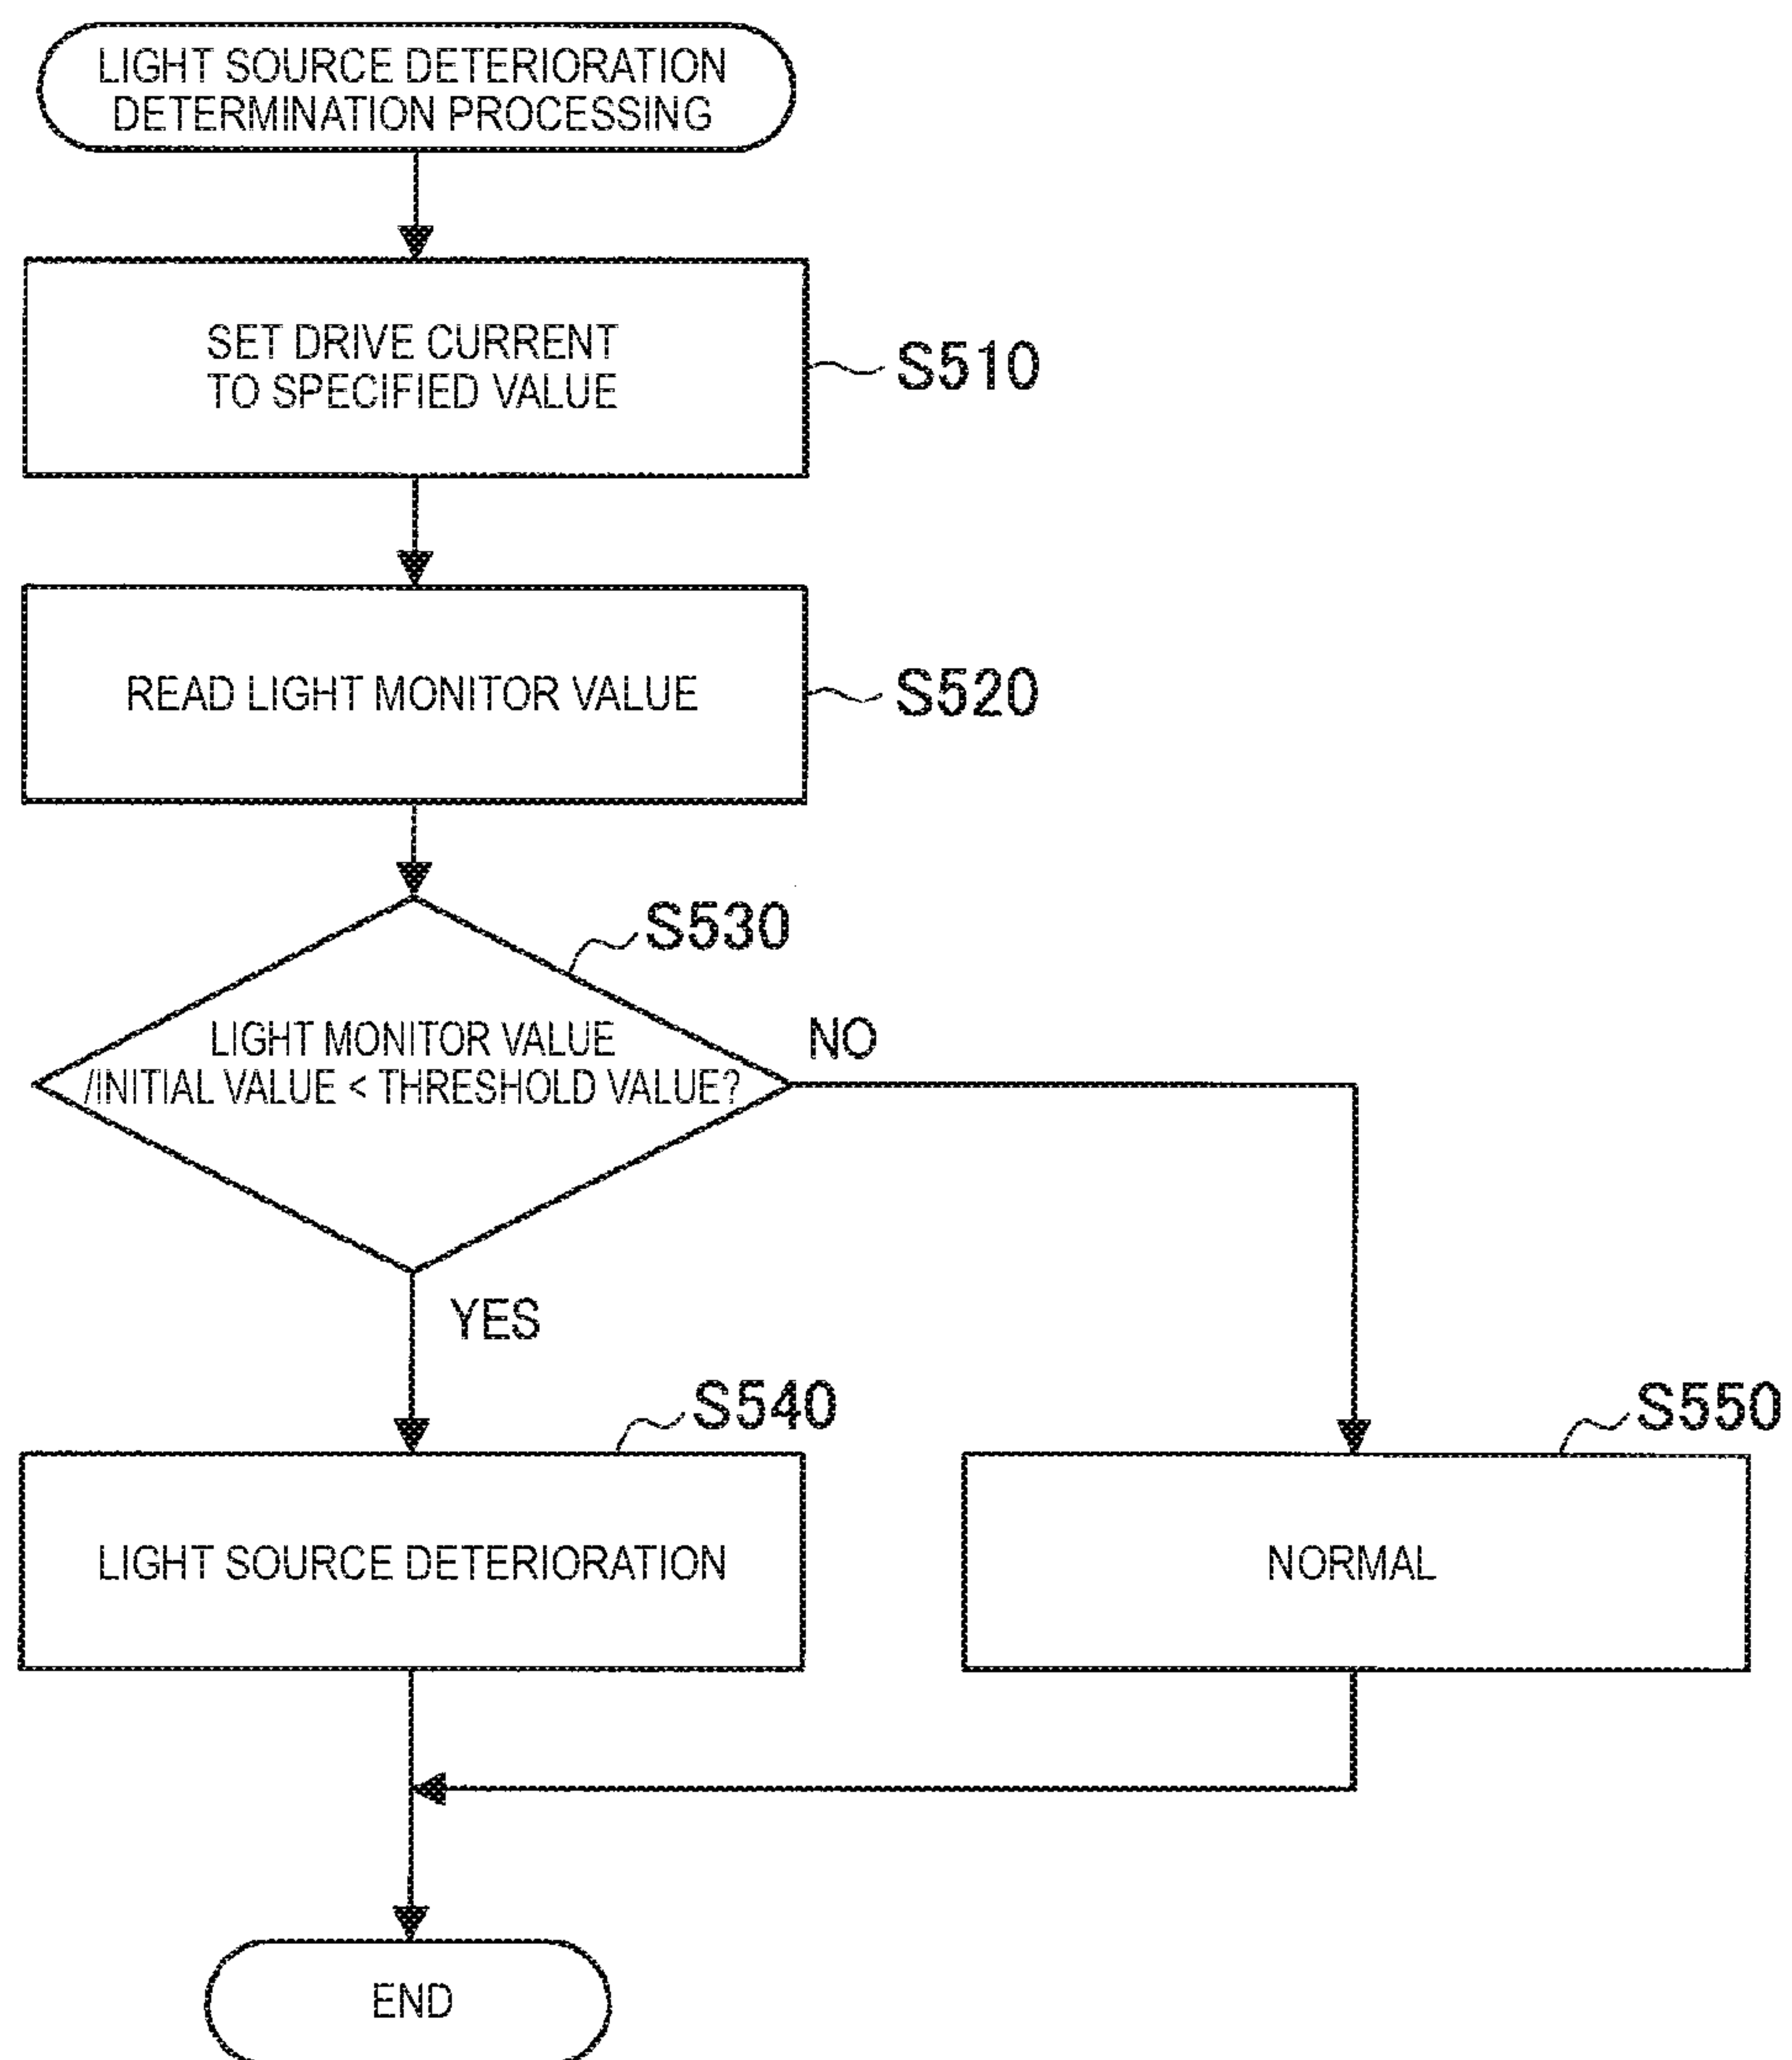 LIGHT SOURCE DETERIORATION
DETERMINATION PROCESSING
SET DRIVE CURRENT
TO SPECIFIED VALUE
S510
READ LIGHT MONITOR VALUE
S520
S530
LIGHT MONITOR VALUE
/INITIAL VALUE < THRESHOLD VALUE?
NO
YES
S540
LIGHT SOURCE DETERIORATION
S550
NORMAL
END